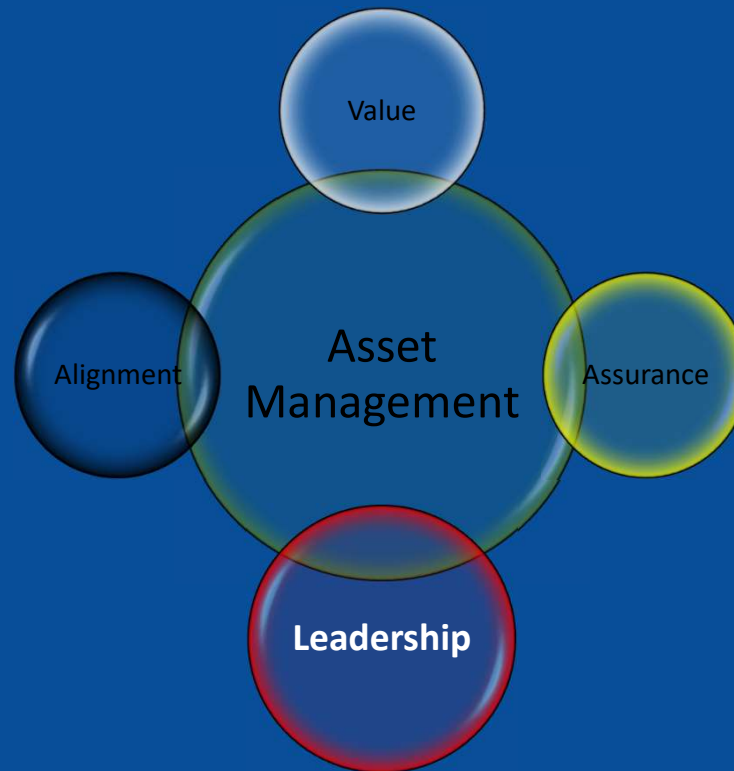 Value
Alignment
Asset
Management
Assurance
Leadership